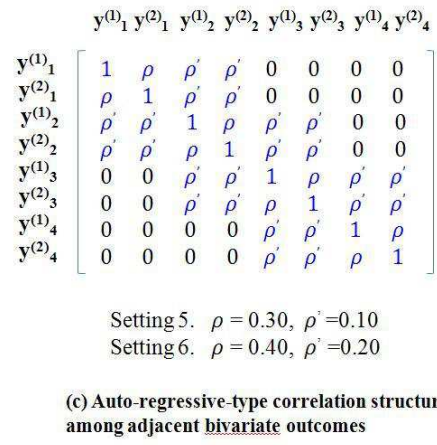 y⁽¹⁾₁ y⁽²⁾₁ y⁽¹⁾₂ y⁽²⁾₂ y⁽¹⁾₃ y⁽²⁾₃ y⁽¹⁾₄ y⁽²⁾₄
y⁽¹⁾₁ 1 ρ ρ' ρ' 0 0 0 0
y⁽²⁾₁ ρ 1 ρ' ρ' 0 0 0 0
y⁽¹⁾₂ ρ' ρ' 1 ρ ρ' ρ' 0 0
y⁽²⁾₂ ρ' ρ' ρ 1 ρ' ρ' 0 0
y⁽¹⁾₃ 0 0 ρ' ρ' 1 ρ ρ' ρ'
y⁽²⁾₃ 0 0 ρ' ρ' ρ 1 ρ' ρ'
y⁽¹⁾₄ 0 0 0 0 ρ' ρ' 1 ρ
y⁽²⁾₄ 0 0 0 0 ρ' ρ' ρ 1
Setting 5. ρ = 0.30, ρ' =0.10
Setting 6. ρ = 0.40, ρ' =0.20
(c) Auto-regressive-type correlation structur
among adjacent bivariate outcomes